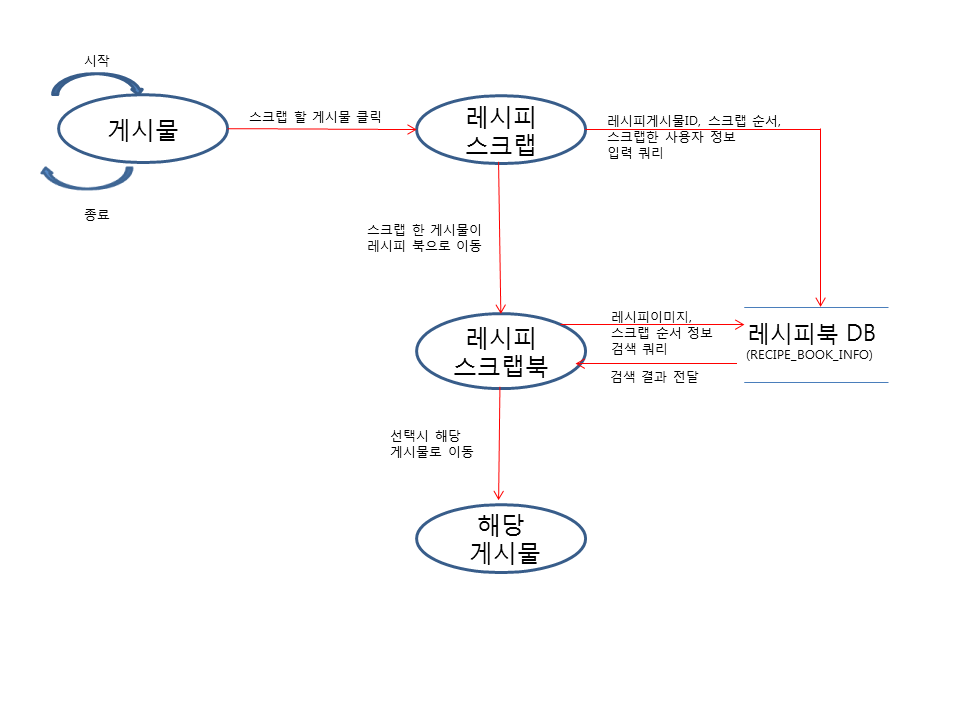 시작
게시물
종료
스크랩 할 게시물 클릭
레시피
스크랩
레시피게시물ID, 스크랩 순서,
스크랩한 사용자 정보
입력 쿼리
스크랩 한 게시물이
레시피 북으로 이동
레시피
스크랩북
레시피이미지,
스크랩 순서 정보
검색 쿼리
검색 결과 전달
레시피북 DB
(RECIPE_BOOK_INFO)
선택시 해당
게시물로 이동
해당
게시물